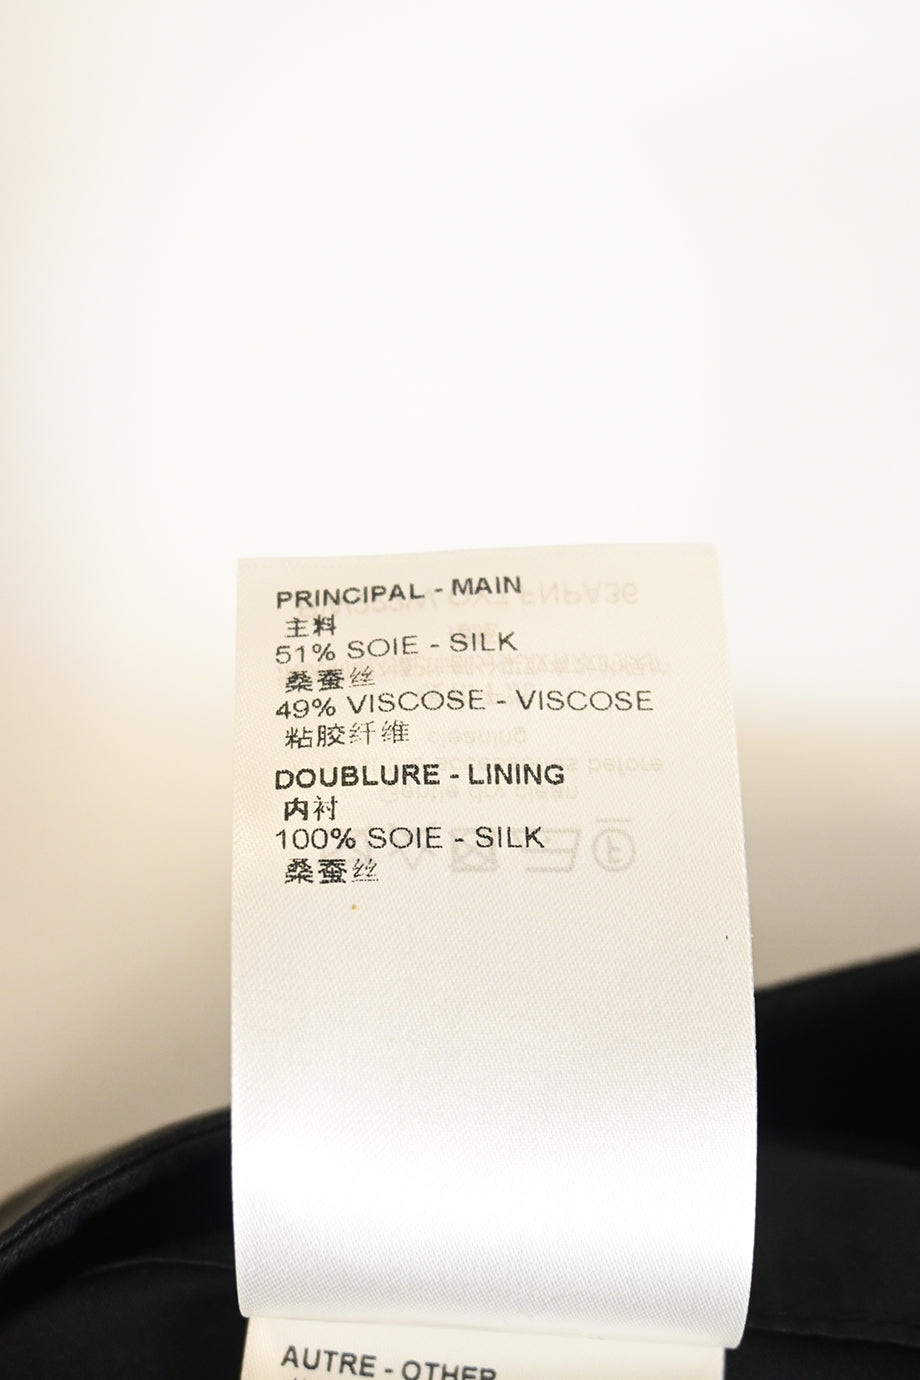 PRINCIPAL - MAIN
主料
51% SOIE - SILK
桑蚕丝
49% VISCOSE - VISCOSE
粘胶纤维
DOUBLURE - LINING
内衬
100% SOIE - SILK
桑蚕丝
AUTRE - OTHER